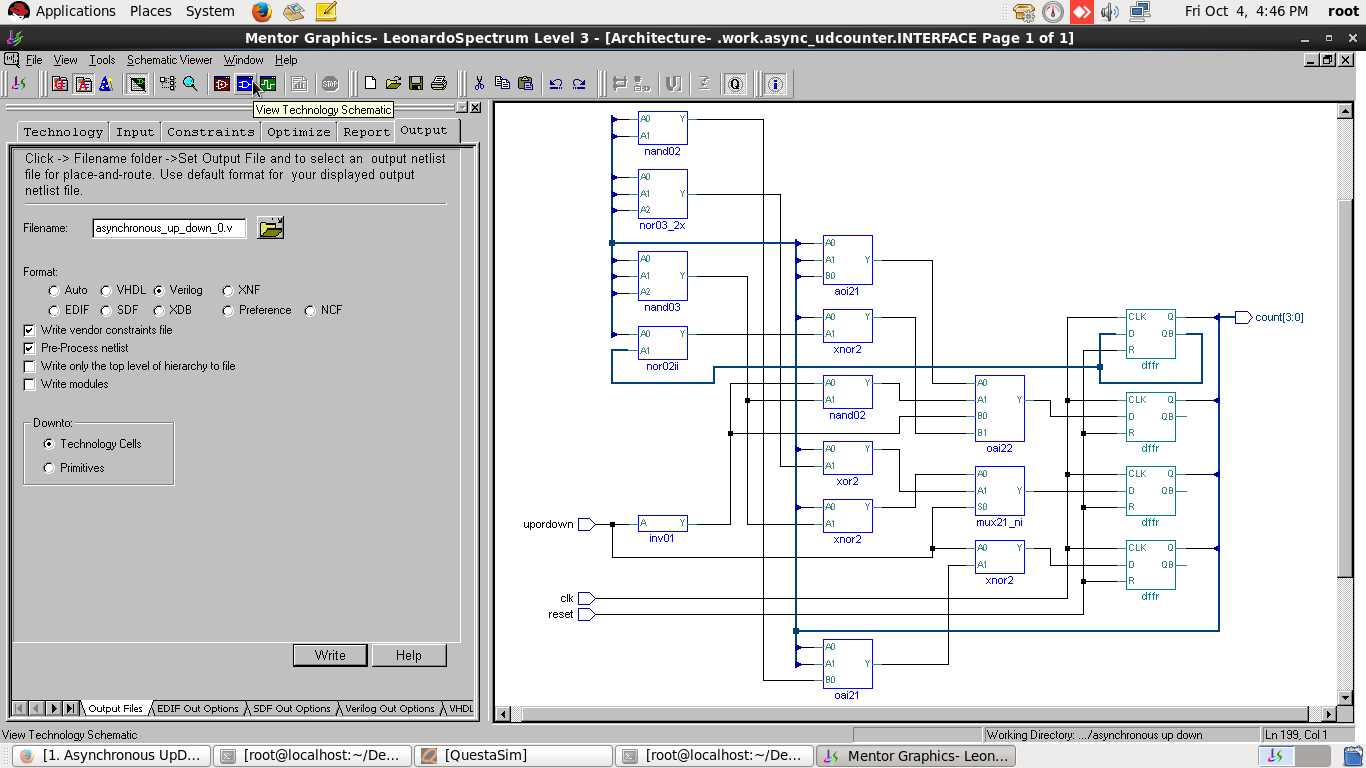 Applications Places System Fri Oct 4, 4:46 PM root
Mentor Graphics- LeonardoSpectrum Level 3 - [Architecture- .work.async_udcounter.INTERFACE Page 1 of 1]
File View Tools Schematic Viewer Window Help
STOP Q
View Technology Schematic
Technology Input Constraints Optimize Report Output
Click -> Filename folder ->Set Output File and to select an output netlist
file for place-and-route. Use default format for your displayed output
netlist file.
Filename: asynchronous_up_down_0.v
Format:
Auto VHDL Verilog XNF
EDIF SDF XDB Preference NCF
Write vendor constraints file
Pre-Process netlist
Write only the top level of hierarchy to file
Write modules
Downto:
Technology Cells
Primitives
Write Help
Output Files EDIF Out Options SDF Out Options Verilog Out Options VHDL
A0 Y
A1
nand02
A0
A1 Y
A2
nor03_2x
A0
A1 Y
A2
nand03
A0 Y
A1
nor02ii
A Y
inv01
upordown
clk
reset
A0
A1 Y
B0
aoi21
A0 Y
A1
xnor2
A0 Y
A1
nand02
A0 Y
A1
xor2
A0 Y
A1
xnor2
A0
A1 Y
B0
oai21
A0
A1 Y
B0
B1
oai22
A0
A1 Y
S0
mux21_ni
A0 Y
A1
xnor2
CLK Q
D QB
R
dffr
CLK Q
D QB
R
dffr
CLK Q
D QB
R
dffr
CLK Q
D QB
R
dffr
count[3:0]
View Technology Schematic Working Directory: .../asynchronous up down Ln 199, Col 1
[1. Asynchronous UpD... [root@localhost:~/De... [QuestaSim] [root@localhost:~/De... Mentor Graphics- Leon...